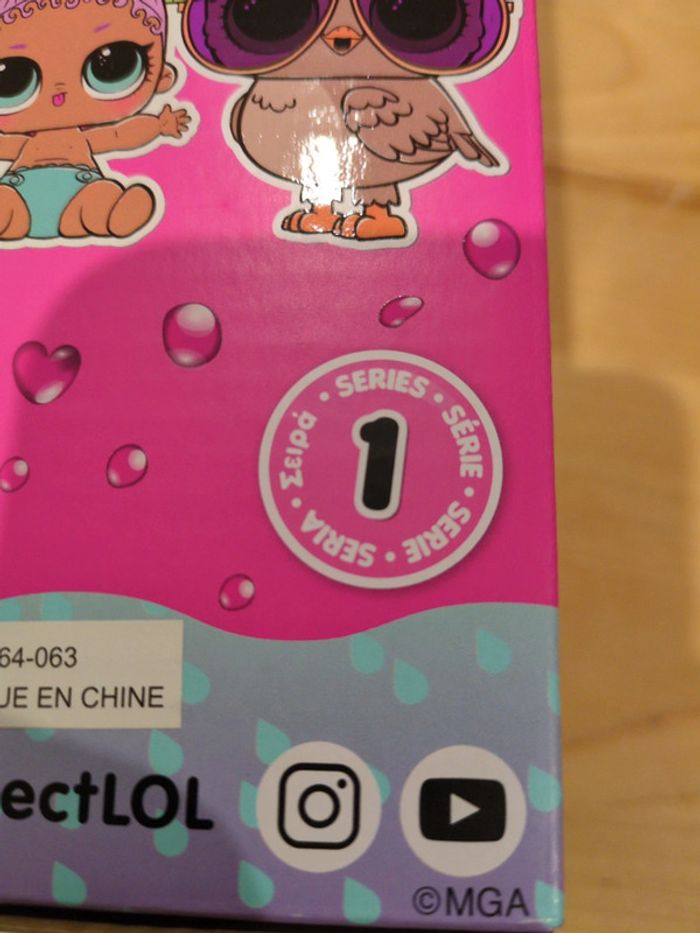 • SERIES • SÉRIE • SERIE • SERIA • Σειρά
1
64-063
UE EN CHINE
ectLOL
©MGA